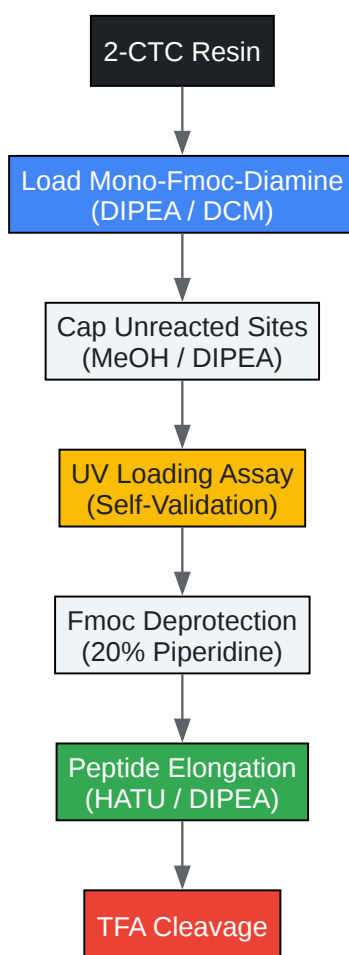 2-CTC Resin
Load Mono-Fmoc-Diamine
(DIPEA / DCM)
Cap Unreacted Sites
(MeOH / DIPEA)
UV Loading Assay
(Self-Validation)
Fmoc Deprotection
(20% Piperidine)
Peptide Elongation
(HATU / DIPEA)
TFA Cleavage